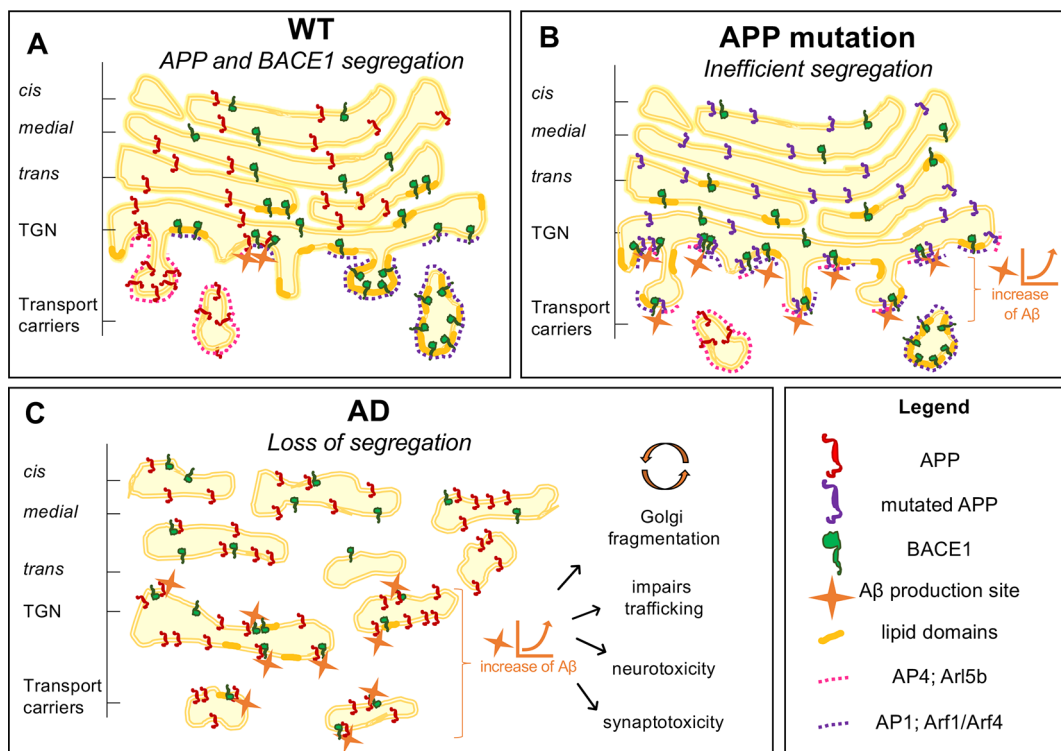 A
WT
APP and BACE1 segregation
cis
medial
trans
TGN
Transport
carriers
B
APP mutation
Inefficient segregation
cis
medial
trans
TGN
Transport
carriers
increase
of Aβ
C
AD
Loss of segregation
cis
medial
trans
TGN
Transport
carriers
increase of Aβ
Golgi
fragmentation
impairs
trafficking
neurotoxicity
synaptotoxicity
Legend
APP
mutated APP
BACE1
Aβ production site
lipid domains
AP4; Arl5b
AP1; Arf1/Arf4